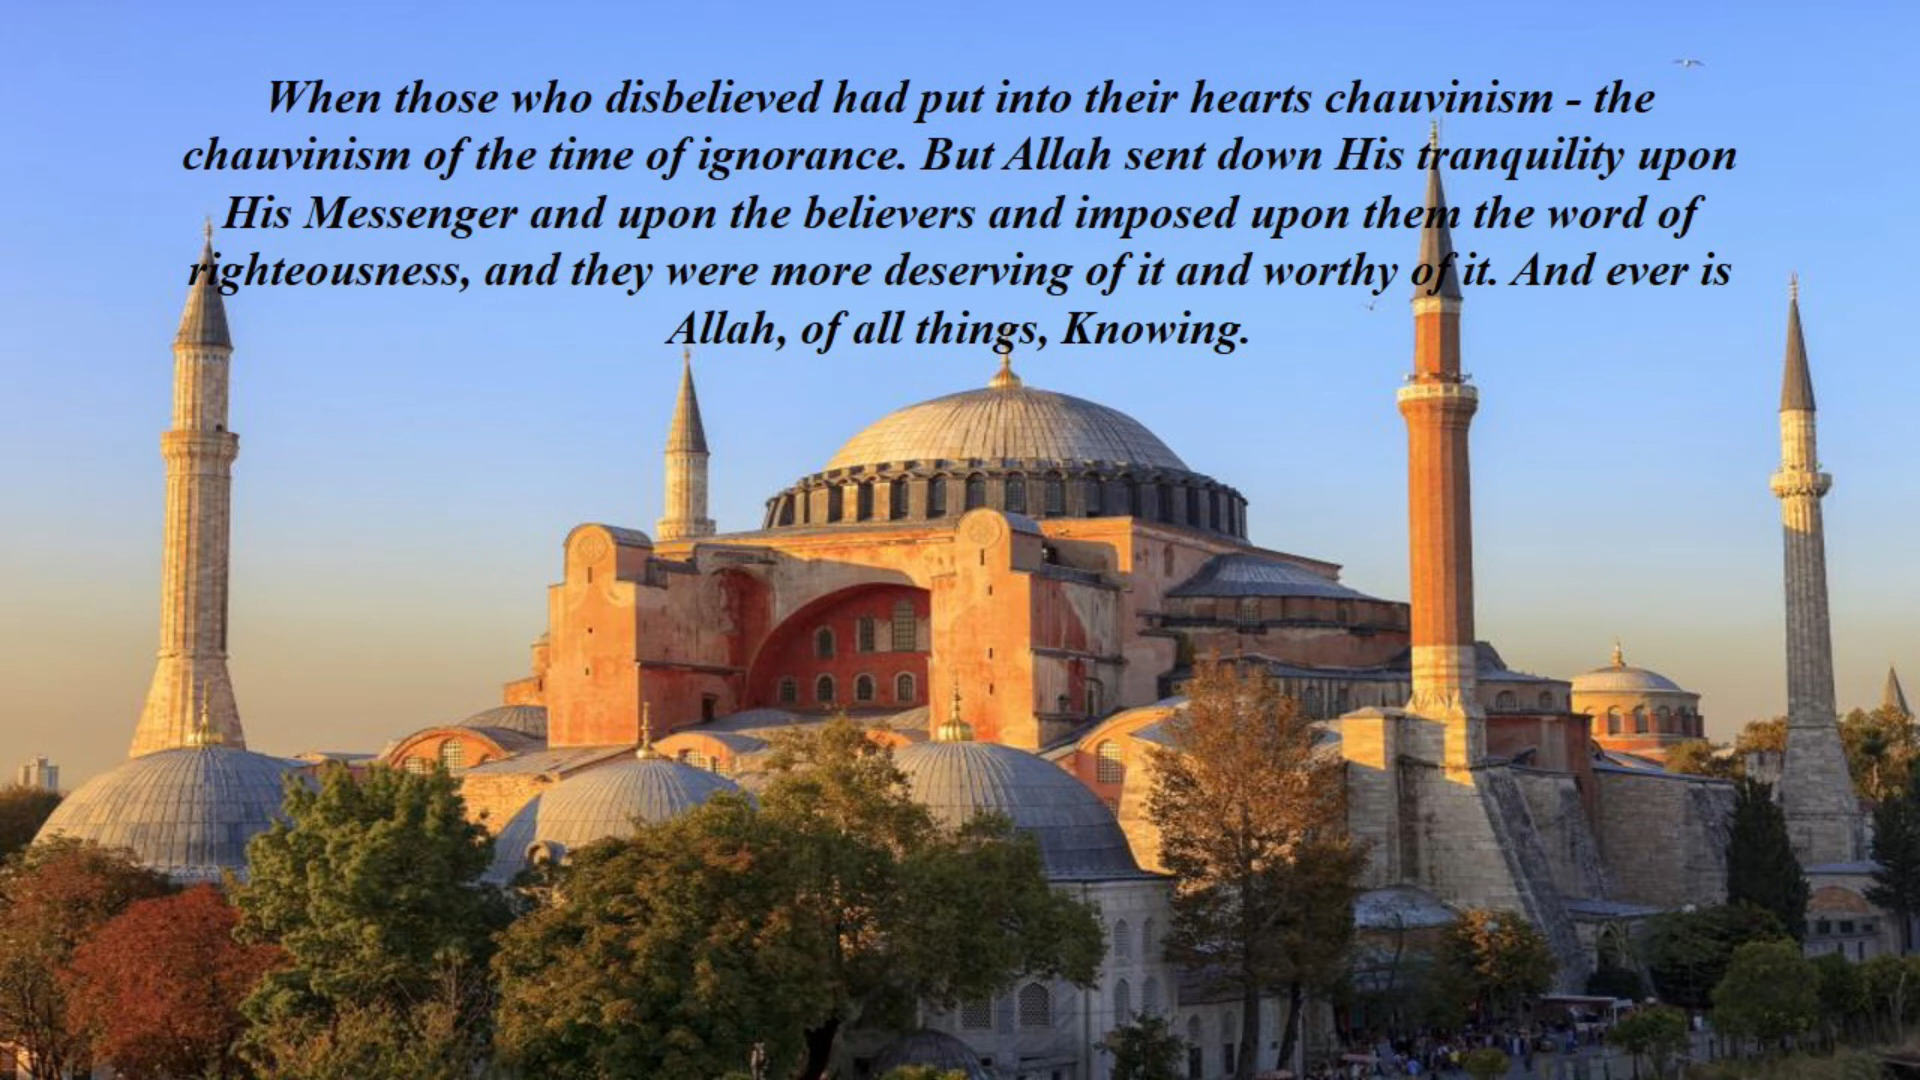 When those who disbelieved had put into their hearts chauvinism - the
chauvinism of the time of ignorance. But Allah sent down His tranquility upon
His Messenger and upon the believers and imposed upon them the word of
righteousness, and they were more deserving of it and worthy of it. And ever is
Allah, of all things, Knowing.